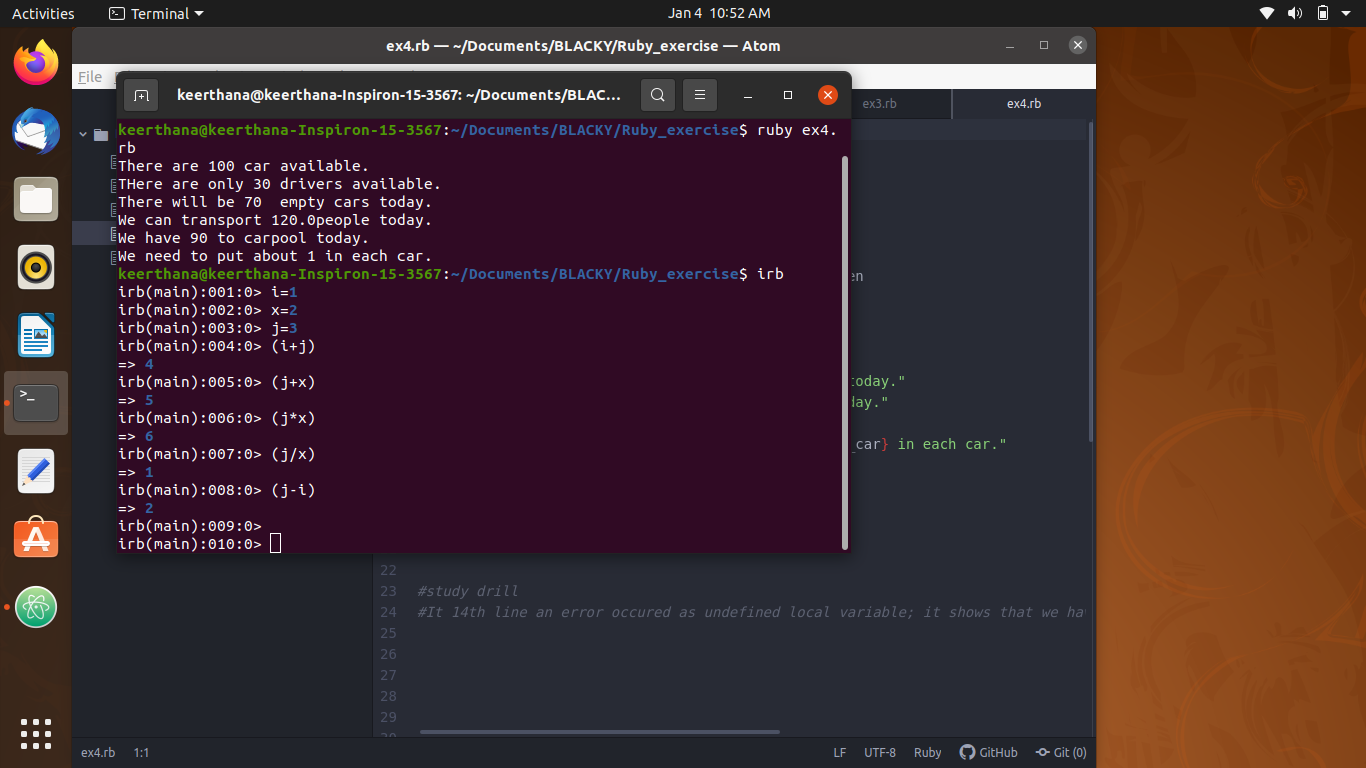 Activities Terminal Jan 4 10:52 AM
ex4.rb — ~/Documents/BLACKY/Ruby_exercise — Atom
File
keerthana@keerthana-Inspiron-15-3567: ~/Documents/BLAC...
ex3.rb ex4.rb
keerthana@keerthana-Inspiron-15-3567:~/Documents/BLACKY/Ruby_exercise$ ruby ex4.
rb
There are 100 car available.
THere are only 30 drivers available.
There will be 70  empty cars today.
We can transport 120.0people today.
We have 90 to carpool today.
We need to put about 1 in each car.
keerthana@keerthana-Inspiron-15-3567:~/Documents/BLACKY/Ruby_exercise$ irb
irb(main):001:0> i=1
irb(main):002:0> x=2
irb(main):003:0> j=3
irb(main):004:0> (i+j)
=> 4
irb(main):005:0> (j+x)
=> 5
irb(main):006:0> (j*x)
=> 6
irb(main):007:0> (j/x)
=> 1
irb(main):008:0> (j-i)
=> 2
irb(main):009:0>
irb(main):010:0>
en
today."
day."
_car} in each car."
22
23 #study drill
24 #It 14th line an error occured as undefined local variable; it shows that we ha
25
26
27
28
29
ex4.rb 1:1 LF UTF-8 Ruby GitHub Git (0)